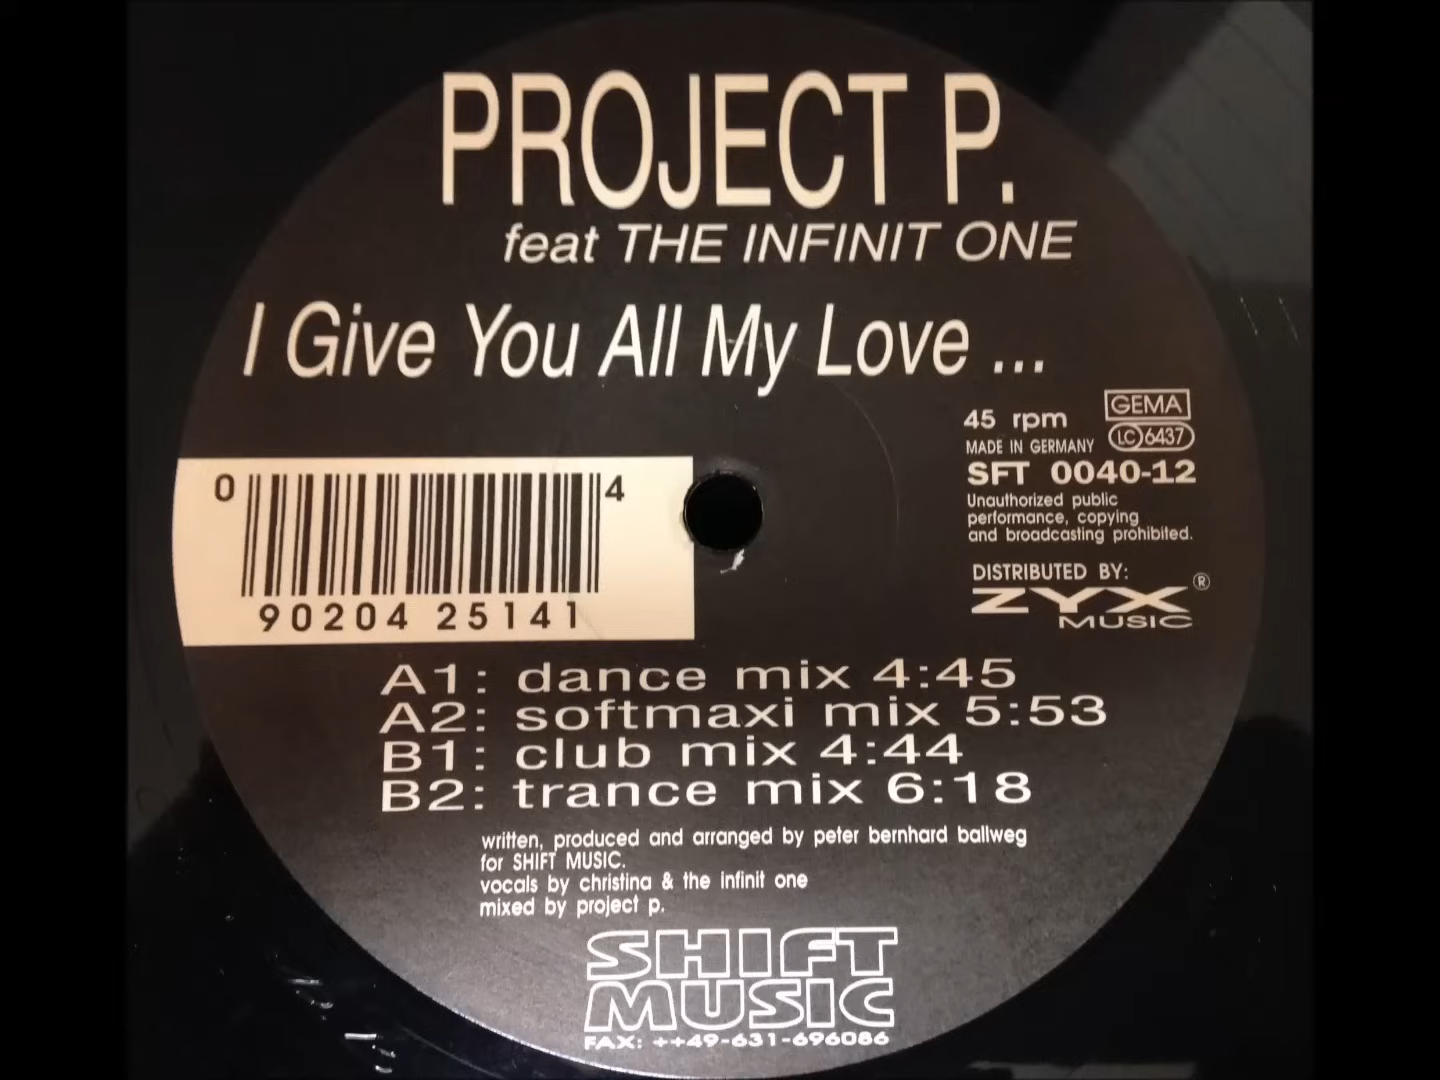 PROJECT P.
feat THE INFINIT ONE
I Give You All My Love ...
45 rpm GEMA
MADE IN GERMANY LC 6437
SFT 0040-12
Unauthorized public
performance, copying
and broadcasting prohibited.
DISTRIBUTED BY:
ZYX ®
MUSIC
0 4
90204 25141
A1: dance mix 4:45
A2: softmaxi mix 5:53
B1: club mix 4:44
B2: trance mix 6:18
written, produced and arranged by peter bernhard ballweg
for SHIFT MUSIC.
vocals by christina & the infinit one
mixed by project p.
SHIFT
MUSIC
FAX: ++49-631-696086